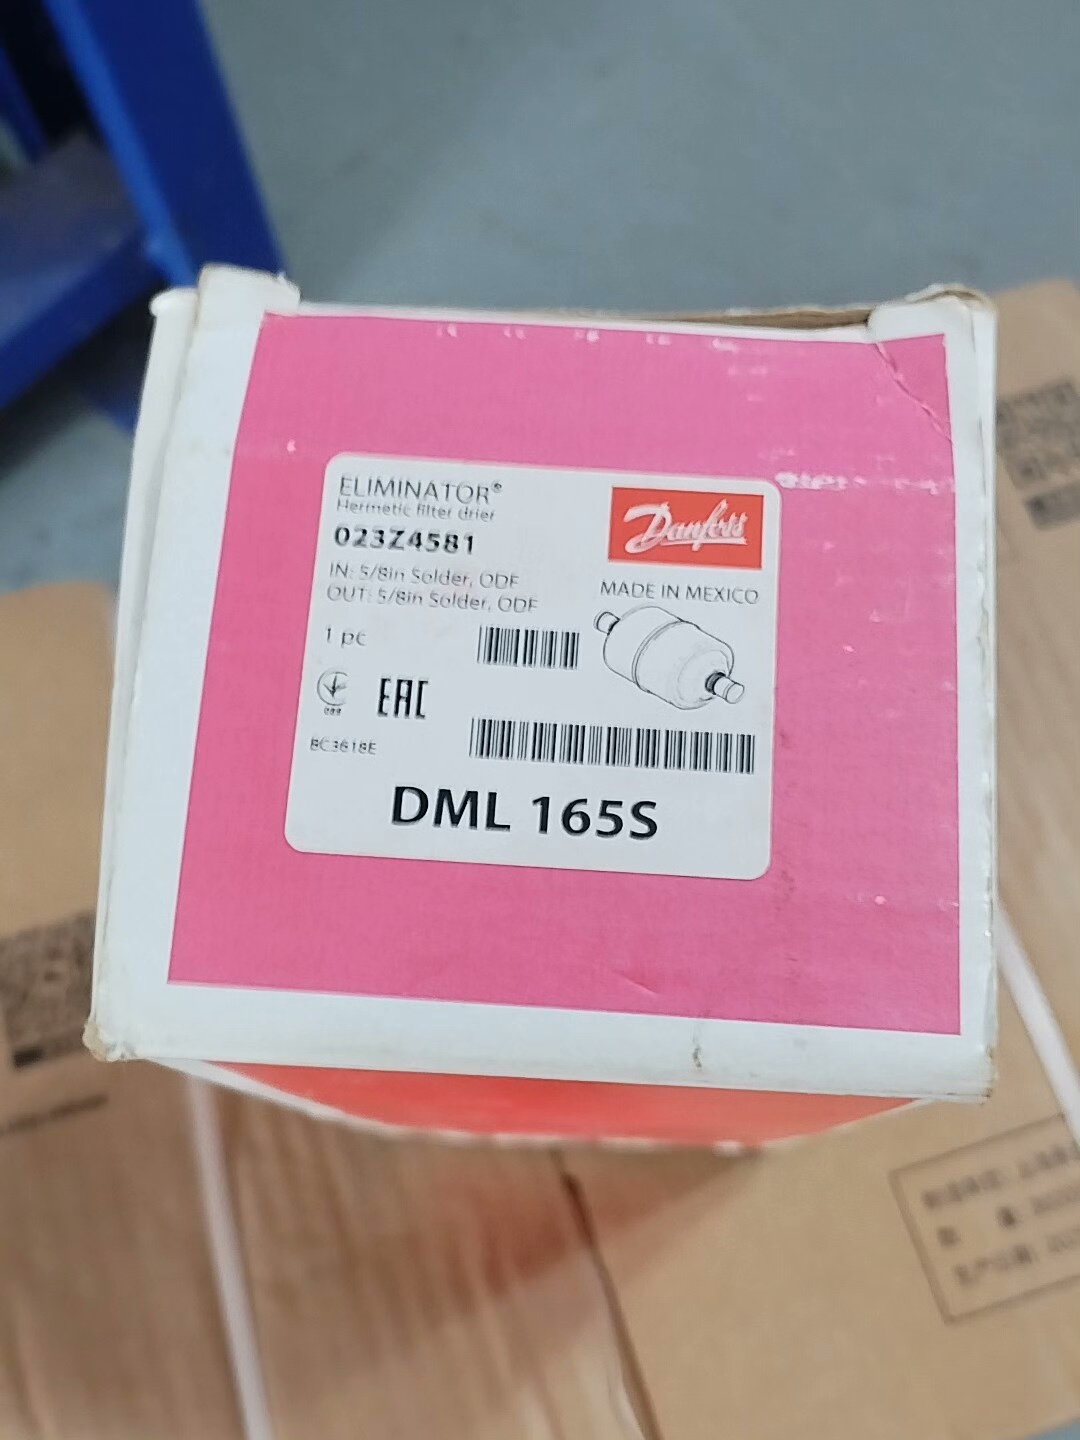 ELIMINATOR®
Hermetic filter drier
023Z4581
IN: 5/8in Solder, ODF
OUT: 5/8in Solder, ODF
1 pc
EAC
BC3618E
Danfoss
MADE IN MEXICO
DML 165S